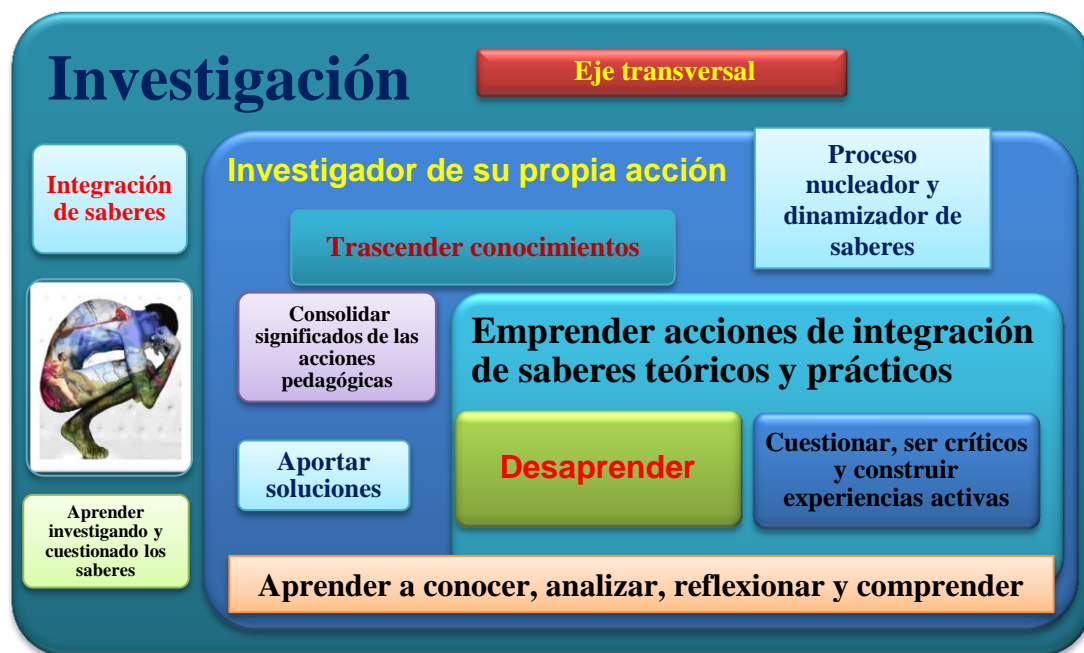 Investigación
Eje transversal
Integración
de saberes
Investigador de su propia acción
Proceso
nucleador y
dinamizador de
saberes
Trascender conocimientos
Consolidar
significados de las
acciones
pedagógicas
Emprender acciones de integración
de saberes teóricos y prácticos
Aportar
soluciones
Desaprender
Cuestionar, ser críticos
y construir
experiencias activas
Aprender
investigando y
cuestionado los
saberes
Aprender a conocer, analizar, reflexionar y comprender